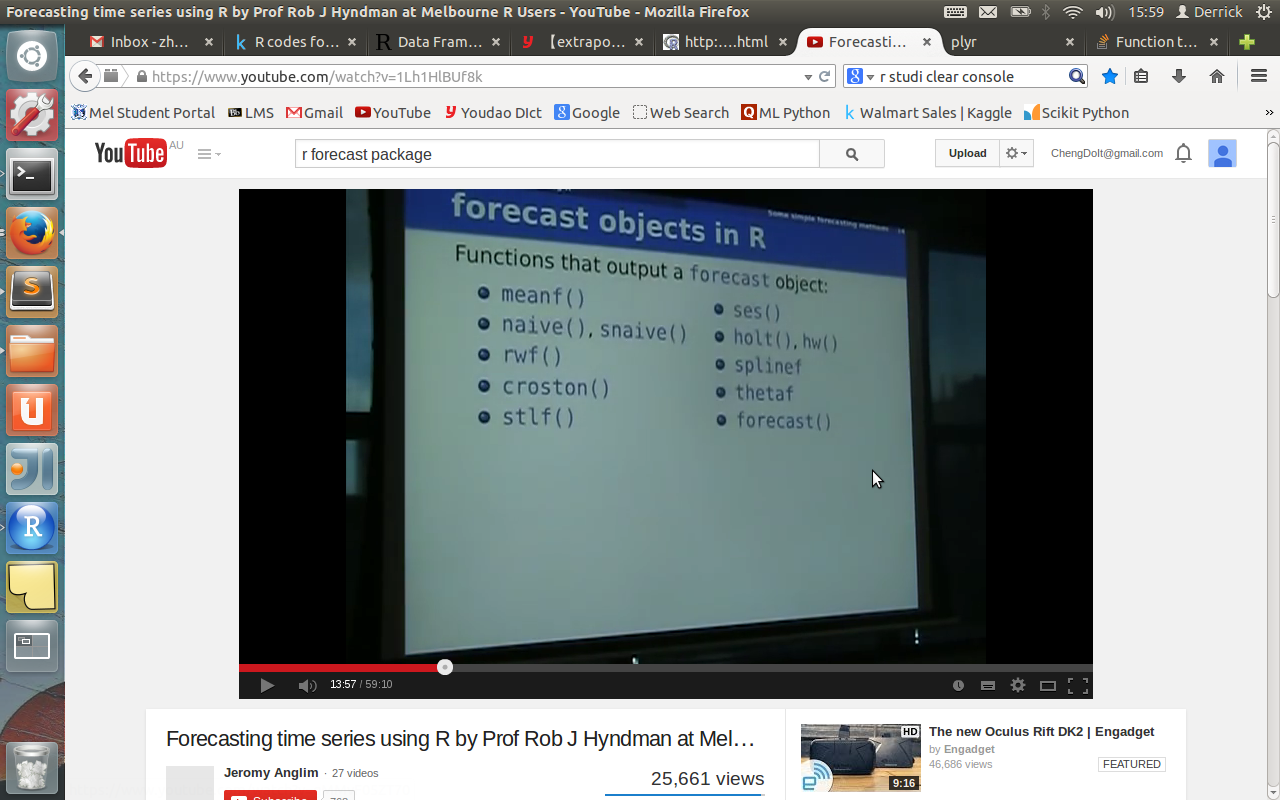 Forecasting time series using R by Prof Rob J Hyndman at Melbourne R Users - YouTube - Mozilla Firefox
15:59 Derrick
Inbox - zh...
R codes fo...
Data Fram...
【extrapo...
http:....html
Forecasti...
plyr
Function t...
https://www.youtube.com/watch?v=1Lh1HlBUf8k
r studi clear console
Mel Student Portal
LMS
Gmail
YouTube
Youdao DIct
Google
Web Search
ML Python
Walmart Sales | Kaggle
Scikit Python
YouTube AU
r forecast package
Upload
ChengDoIt@gmail.com
Some simple forecasting methods
forecast objects in R
Functions that output a forecast object:
meanf()
naive(), snaive()
rwf()
croston()
stlf()
ses()
holt(), hw()
splinef
thetaf
forecast()
13:57 / 59:10
Forecasting time series using R by Prof Rob J Hyndman at Mel...
Jeromy Anglim · 27 videos
Subscribe
25,661 views
HD
9:16
The new Oculus Rift DK2 | Engadget
by Engadget
46,686 views
FEATURED